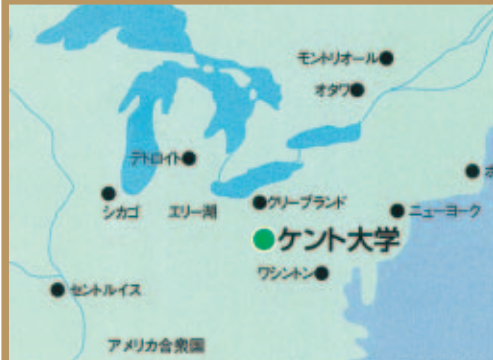 モントリオール
オタワ
デトロイト
シカゴ
エリー湖
クリーブランド
ニューヨーク
ケント大学
ワシントン
セントルイス
アメリカ合衆国